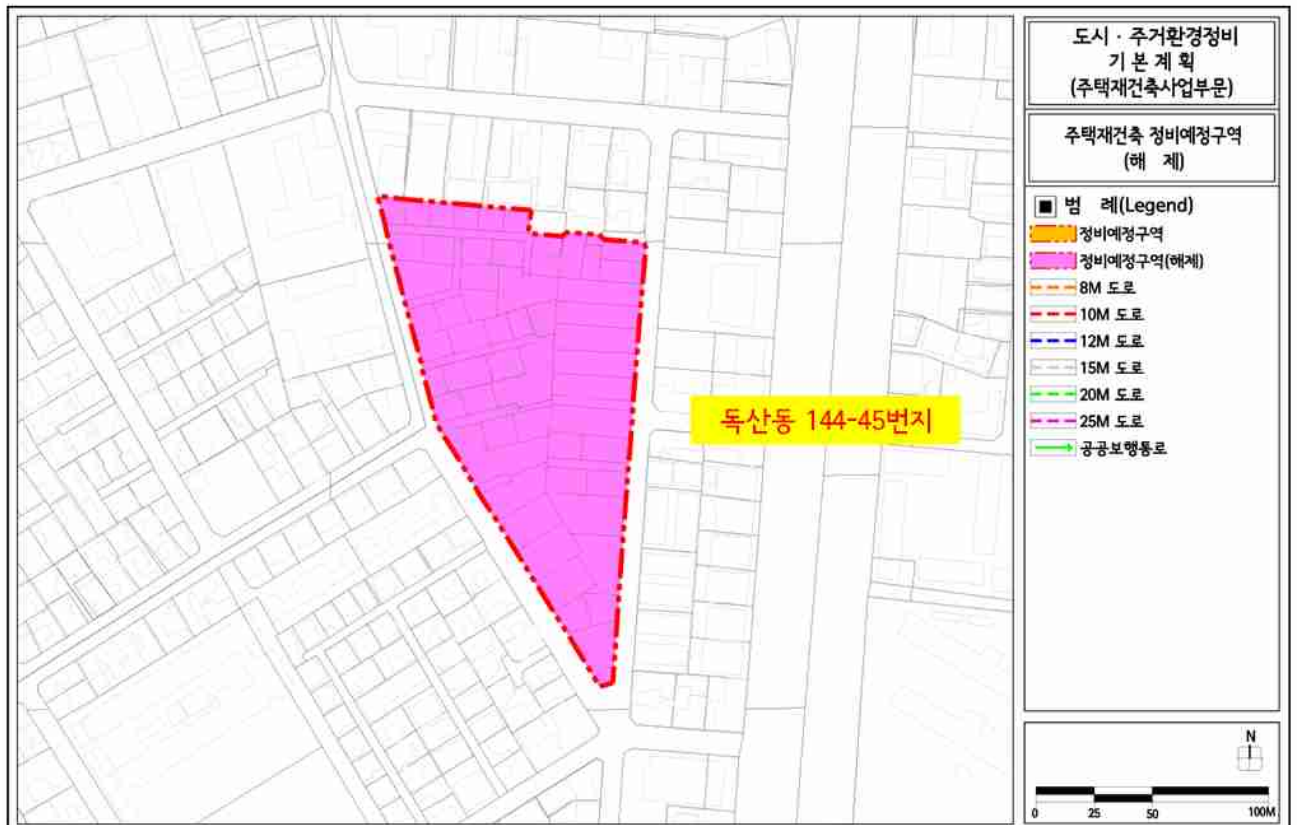 도시 · 주거환경정비
기 본 계 획
(주택재건축사업부문)
주택재건축 정비예정구역
(해 제)
■ 범 례(Legend)
정비예정구역
정비예정구역(해제)
8M 도로
10M 도로
12M 도로
15M 도로
20M 도로
25M 도로
공공보행통로
독산동 144-45번지
N
0 25 50 100M